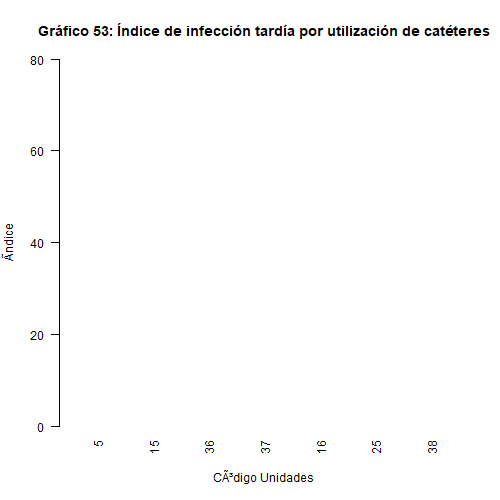 Gráfico 53: Índice de infección tardía por utilización de catéteres
80
60
40
20
0
Ãndice
5 15 36 37 16 25 38
CÃ³digo Unidades